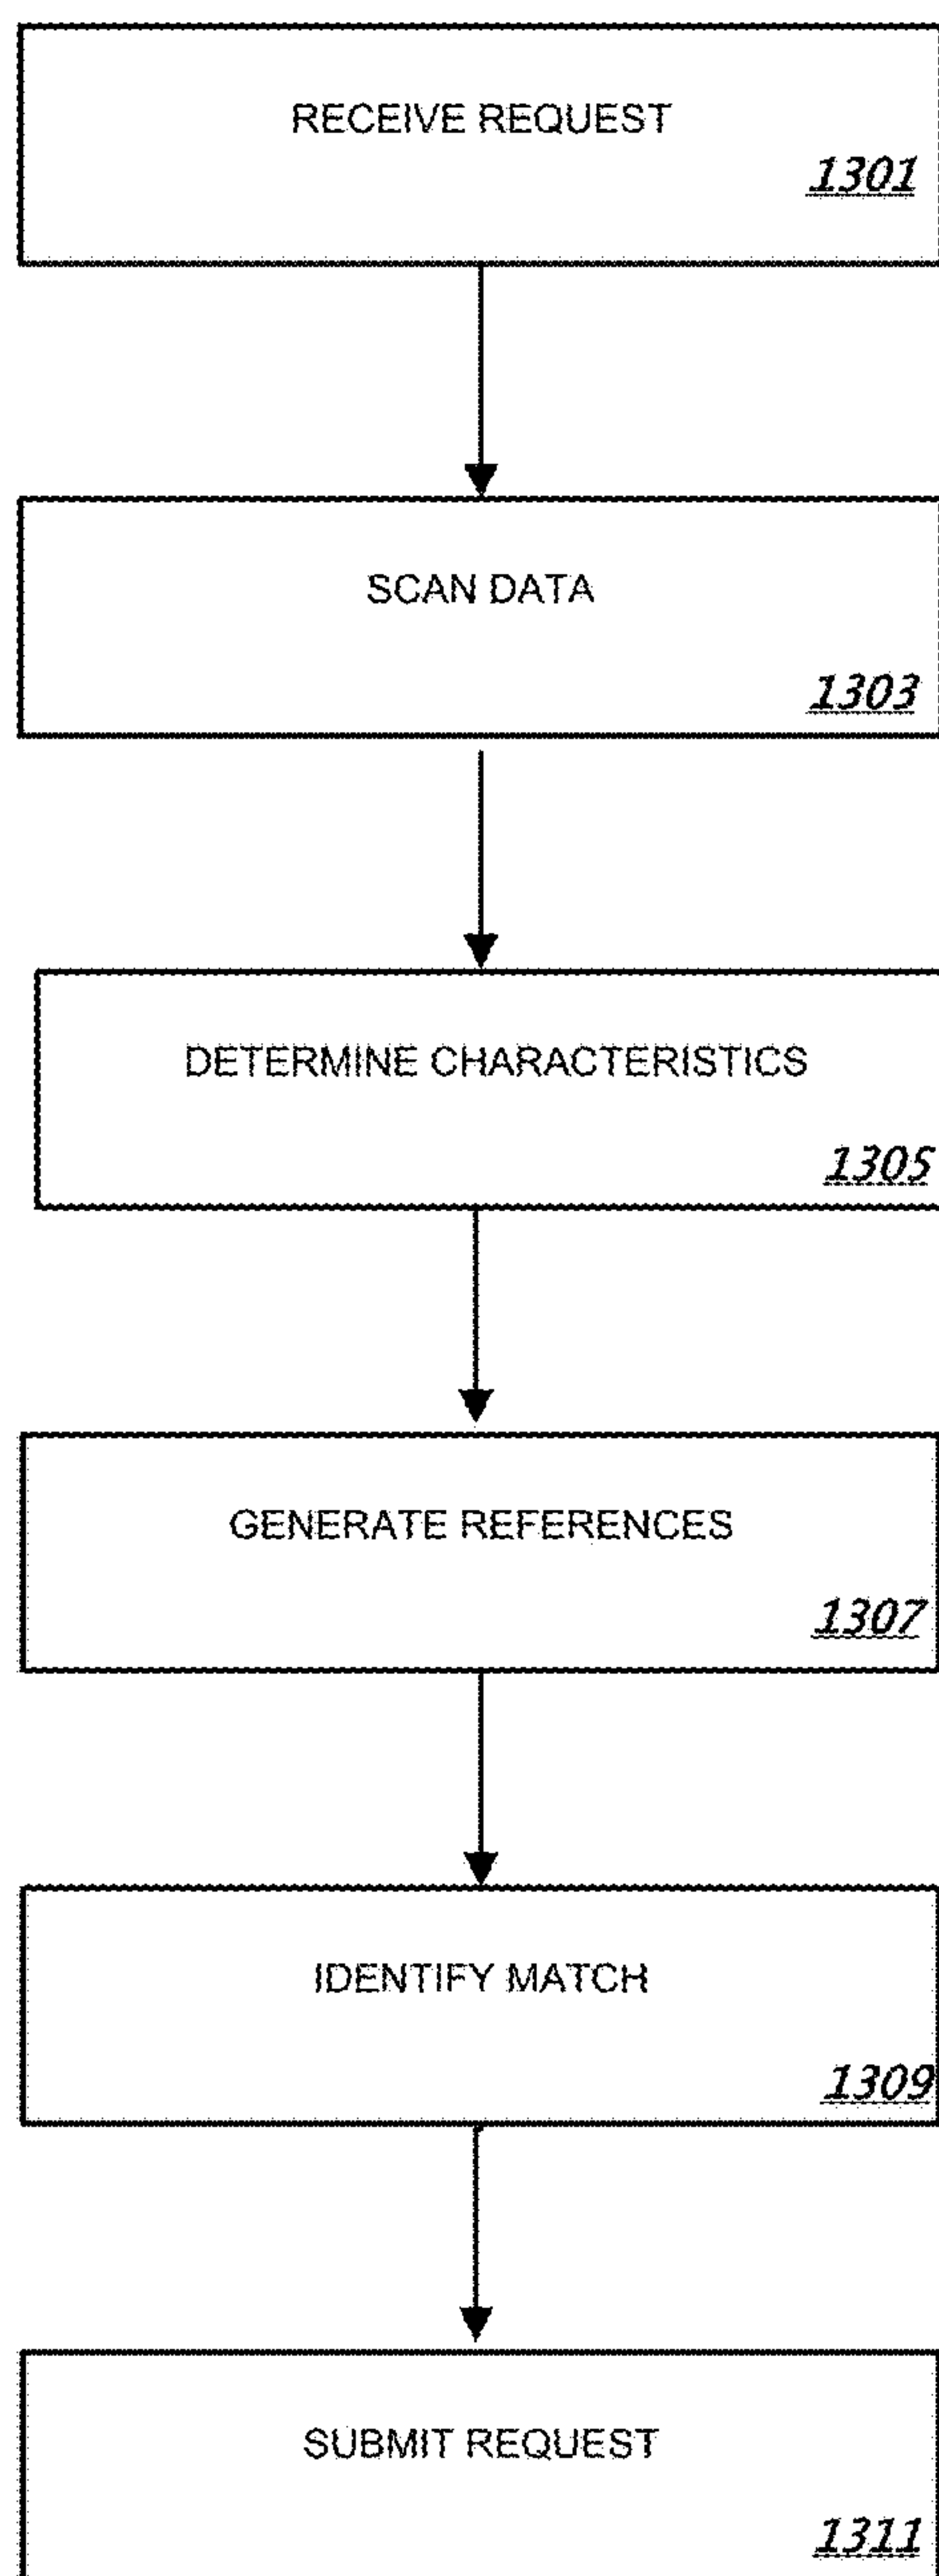 RECEIVE REQUEST
1301
SCAN DATA
1303
DETERMINE CHARACTERISTICS
1305
GENERATE REFERENCES
1307
IDENTIFY MATCH
1309
SUBMIT REQUEST
1311